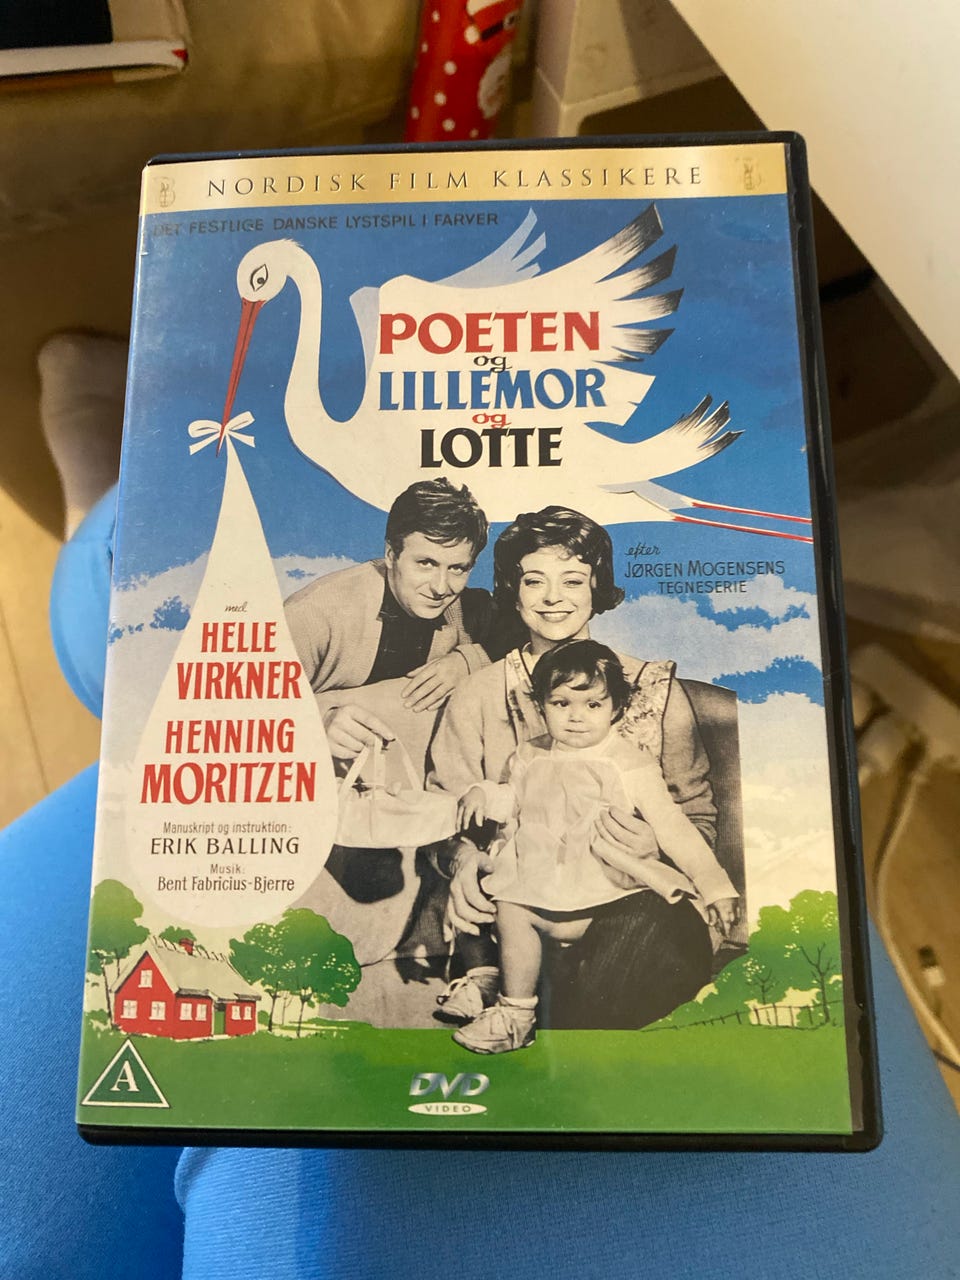 NORDISK FILM KLASSIKERE
DET FESTLIGE DANSKE LYSTSPIL I FARVER
POETEN
og
LILLEMOR
og
LOTTE
efter
JØRGEN MOGENSENS
TEGNESERIE
med
HELLE
VIRKNER
HENNING
MORITZEN
Manuskript og instruktion:
ERIK BALLING
Musik:
Bent Fabricius-Bjerre
A
DVD
VIDEO